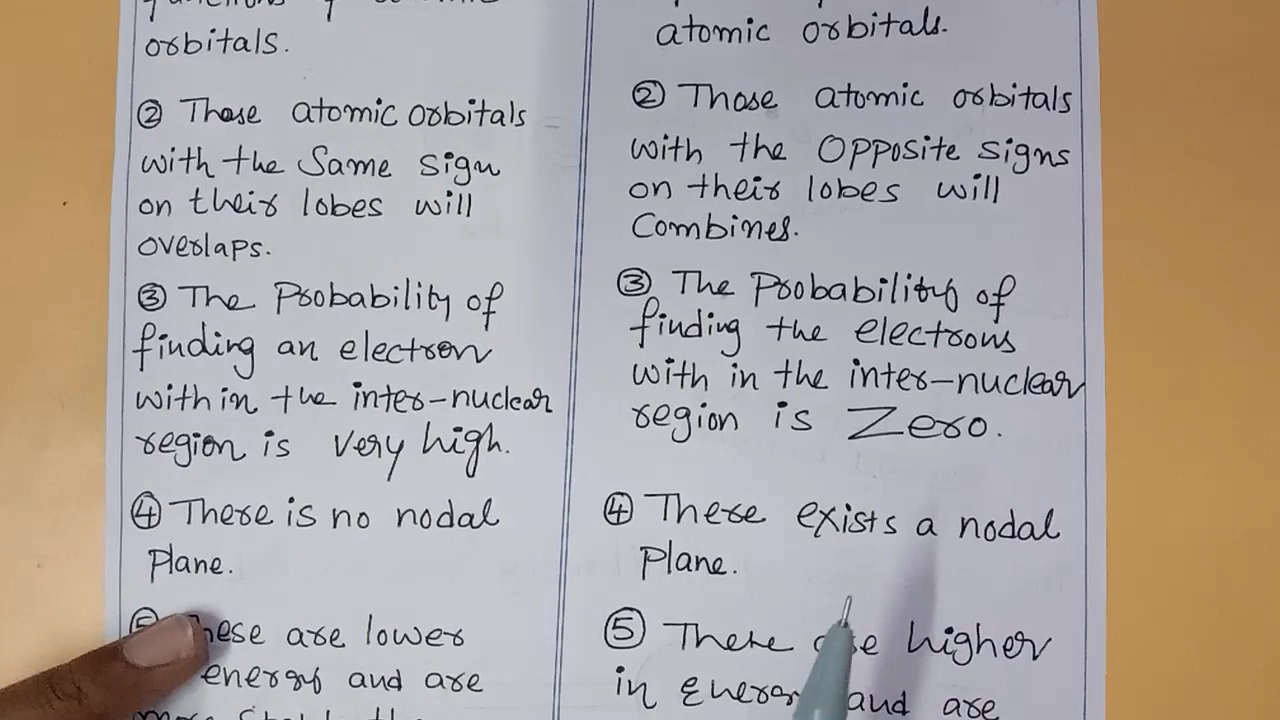 orbitals.
② These atomic orbitals
with the Same sign
on their lobes will
overlaps.
③ The Probability of
finding an electron
within the inter-nuclear
region is very high.
④ There is no nodal
Plane.
these are lower
energy and are
atomic orbitals.
② Those atomic orbitals
with the OPPOSite signs
on their lobes will
Combines.
③ The Probability of
finding the electrons
with in the inter-nuclear
region is Zero.
④ There exists a nodal
Plane.
⑤ There are higher
in Energy and are